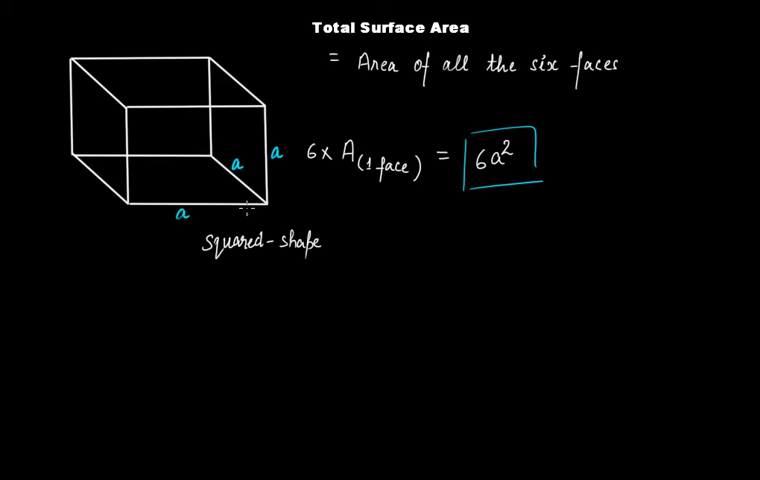 Total Surface Area
= Area of all the six faces
a
a
6 × A(1 face) = 6a²
a
squared-shape